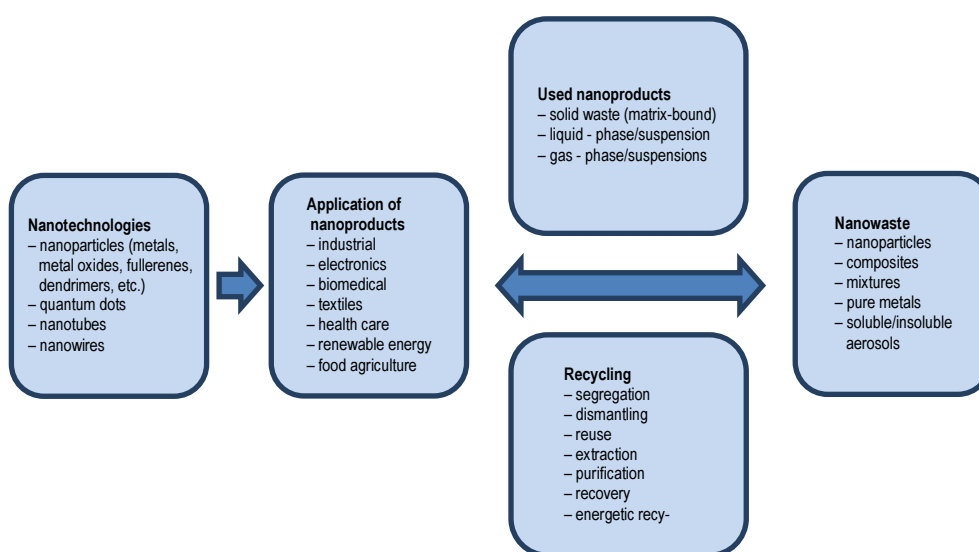 Nanotechnologies
– nanoparticles (metals,
metal oxides, fullerenes,
dendrimers, etc.)
– quantum dots
– nanotubes
– nanowires
Application of
nanoproducts
– industrial
– electronics
– biomedical
– textiles
– health care
– renewable energy
– food agriculture
Used nanoproducts
– solid waste (matrix-bound)
– liquid - phase/suspension
– gas - phase/suspensions
Recycling
– segregation
– dismantling
– reuse
– extraction
– purification
– recovery
– energetic recy-
Nanowaste
– nanoparticles
– composites
– mixtures
– pure metals
– soluble/insoluble
aerosols